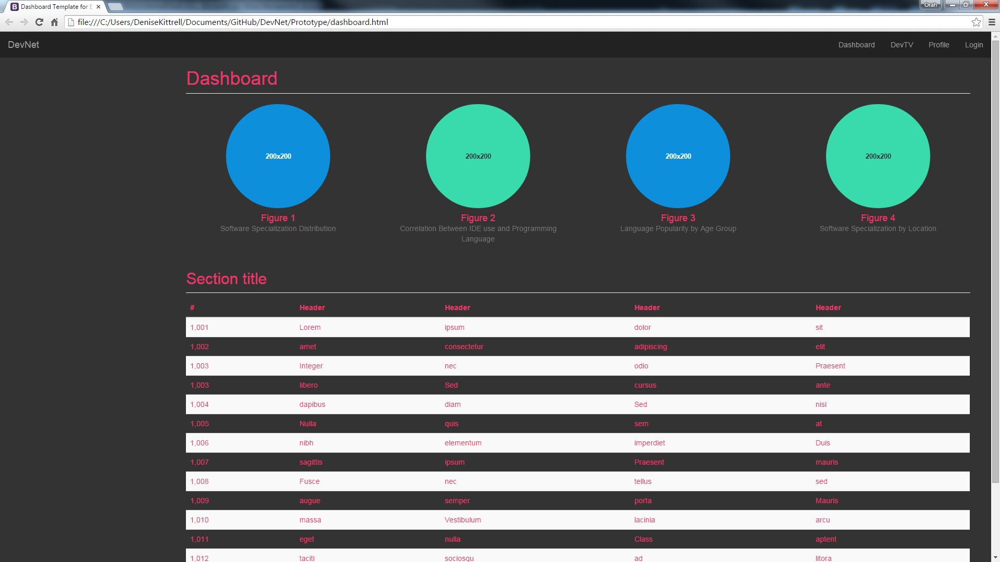 Dashboard Template for B
Orah
file:///C:/Users/DeniseKittrell/Documents/GitHub/DevNet/Prototype/dashboard.html
DevNet Dashboard DevTV Profile Login
Dashboard
200x200 200x200 200x200 200x200
Figure 1 Figure 2 Figure 3 Figure 4
Software Specialization Distribution Correlation Between IDE use and Programming Language Popularity by Age Group Software Specialization by Location
Language
Section title
# Header Header Header Header
1,001 Lorem ipsum dolor sit
1,002 amet consectetur adipiscing elit
1,003 Integer nec odio Praesent
1,003 libero Sed cursus ante
1,004 dapibus diam Sed nisi
1,005 Nulla quis sem at
1,006 nibh elementum imperdiet Duis
1,007 sagittis ipsum Praesent mauris
1,008 Fusce nec tellus sed
1,009 augue semper porta Mauris
1,010 massa Vestibulum lacinia arcu
1,011 eget nulla Class aptent
1,012 taciti sociosqu ad litora